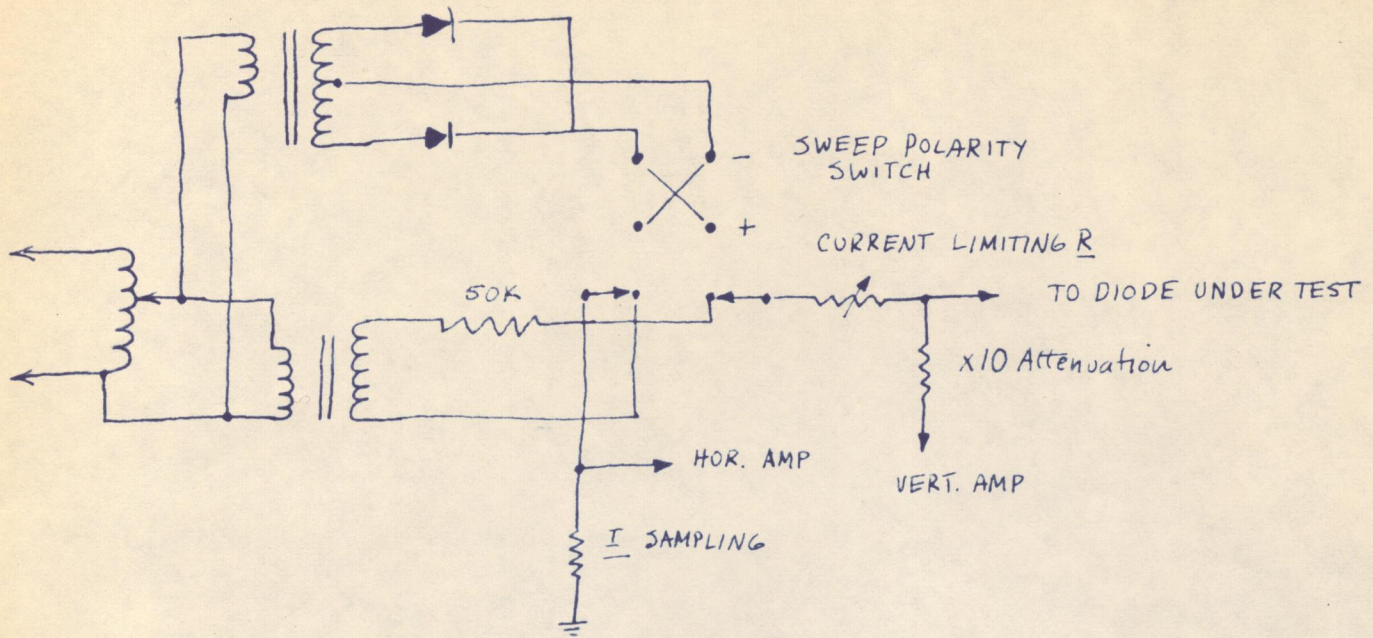 SWEEP POLARITY
SWITCH
-
+
CURRENT LIMITING R
50K
TO DIODE UNDER TEST
x10 Attenuation
HOR. AMP
VERT. AMP
I SAMPLING